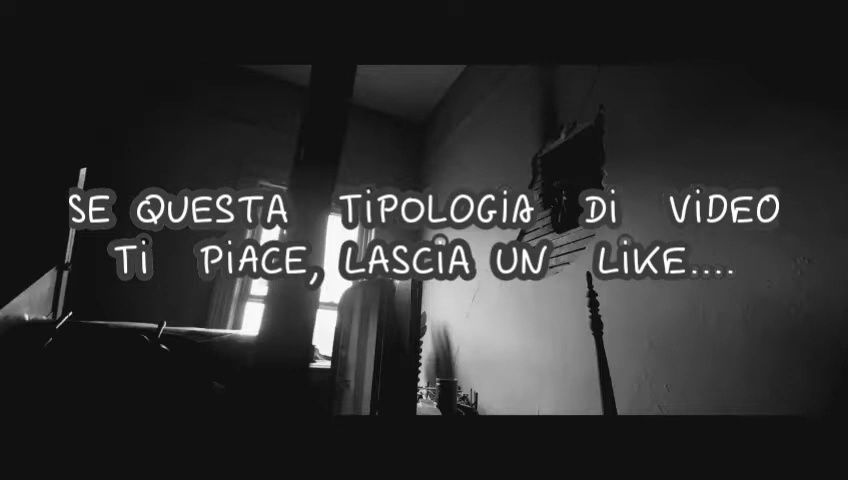 SE QUESTA TiPOLOGiA Di ViDEO
Ti PiACE, LASCiA UN LiKE....